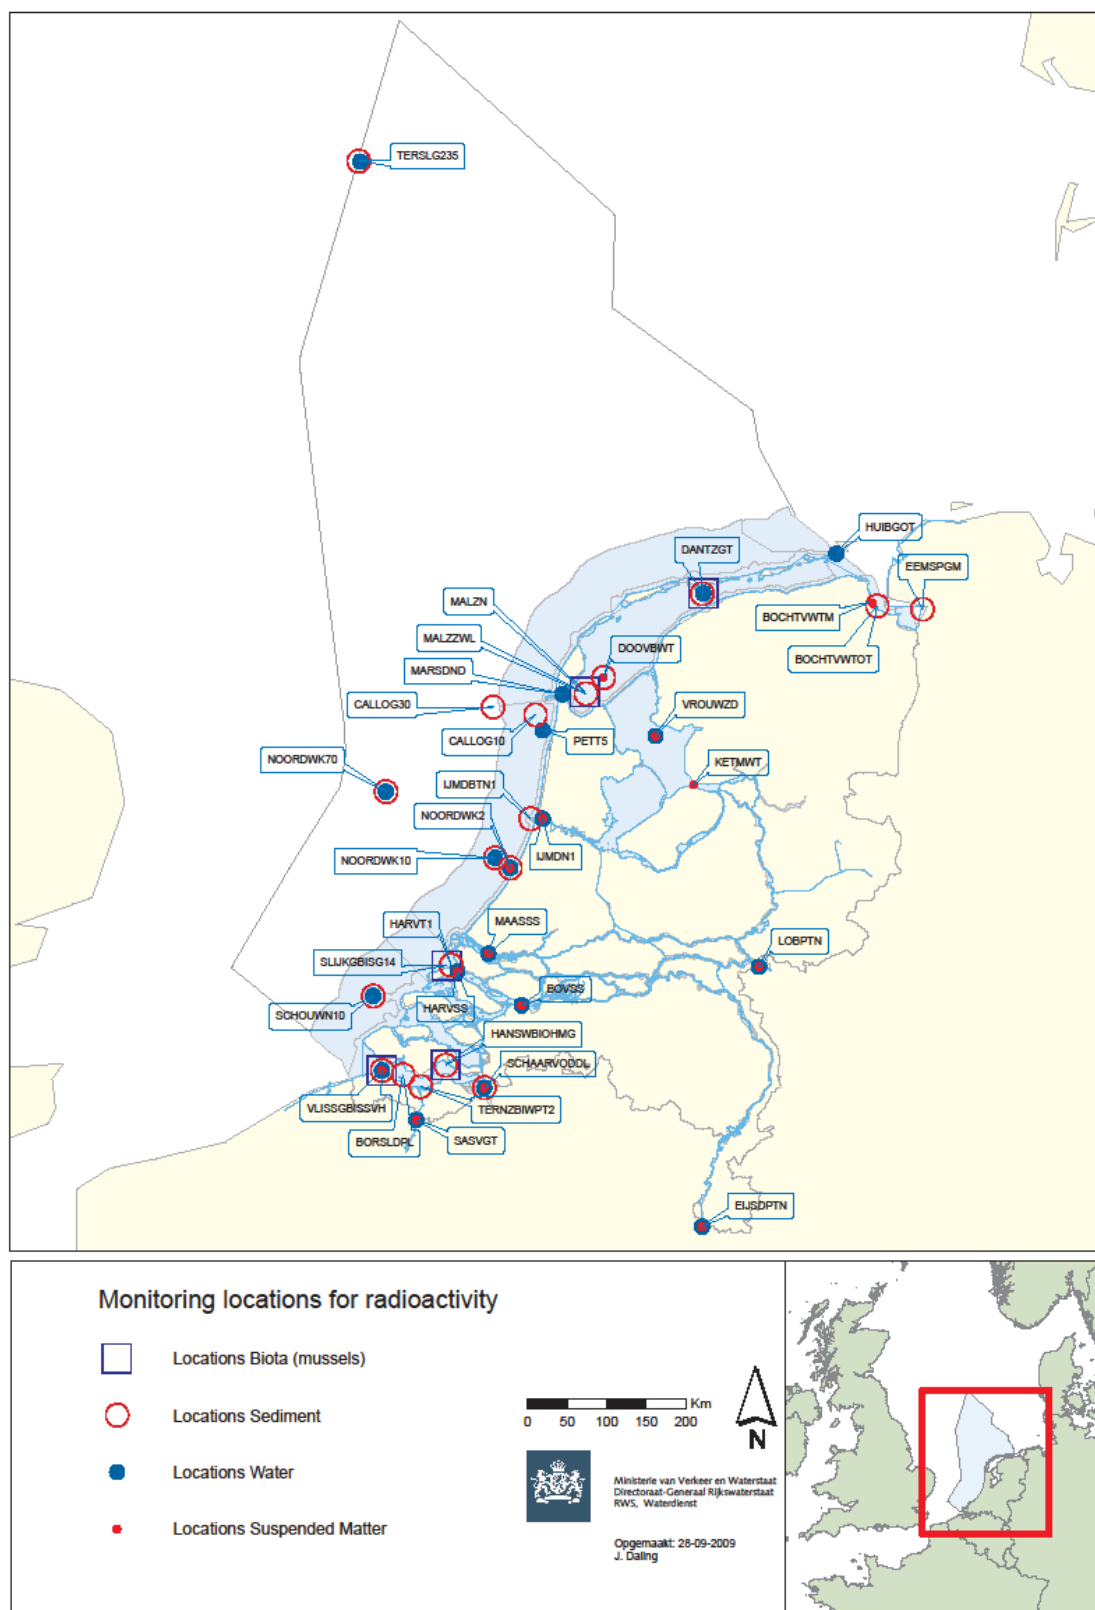 TERSLG235
HUIBGOT
DANTZGT
EEMSPGM
MALZN
BOCHTVWTM
MALZZWL
DOOVBWT
BOCHTVWTOT
MARSDND
CALLOG30
VROUWZD
CALLOG10
PETT5
NOORDWK70
KETMWT
IJMDBTN1
NOORDWK2
NOORDWK10
IJMDN1
HARVT1
MAASSS
LOBPTN
SLIJKGBISG14
BOVSS
HARVSS
SCHOUWN10
HANSWBIOHMG
SCHAARVODDL
VLISSGBISSVH
TERNZBIWPT2
BORSLDPL
SASVGT
EIJSDPTN
Monitoring locations for radioactivity
Locations Biota (mussels)
Locations Sediment
Locations Water
Locations Suspended Matter
Km
0 50 100 150 200
N
Ministerie van Verkeer en Waterstaat
Directoraat-Generaal Rijkswaterstaat
RWS, Waterdienst
Opgemaakt: 28-09-2009
J. Daling